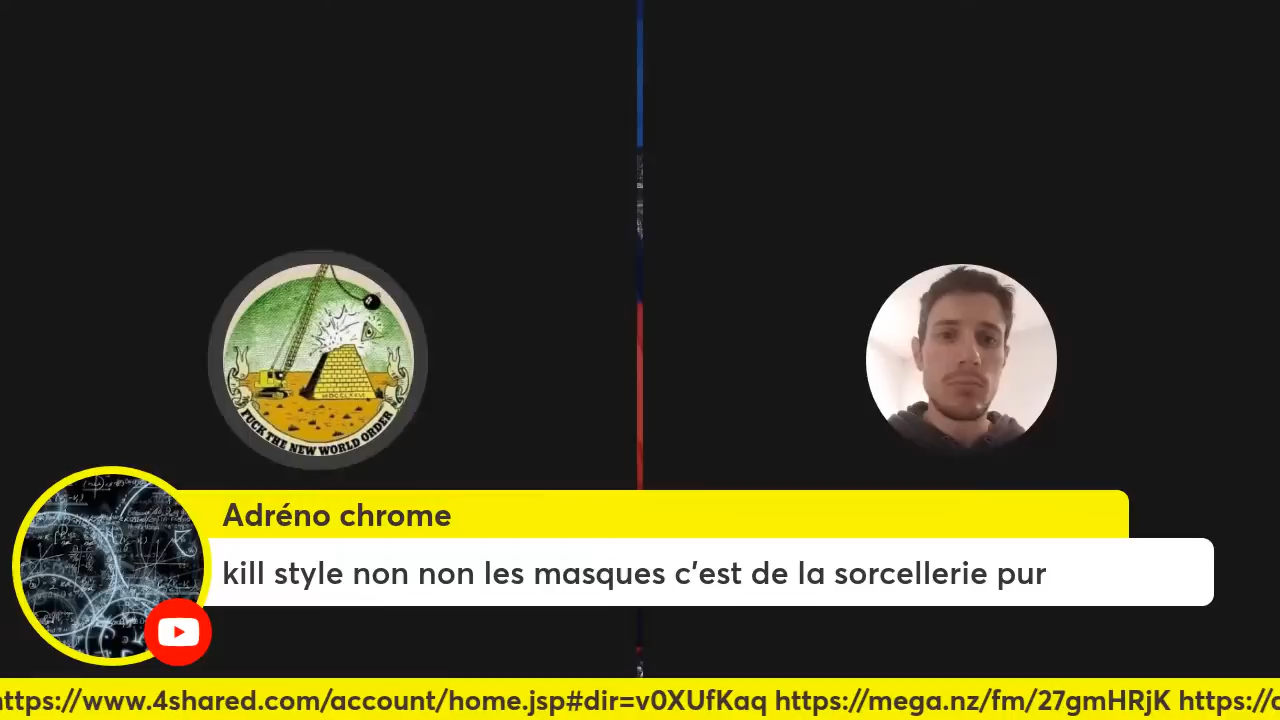 MDCCLXXVI
FUCK THE NEW WORLD ORDER
Adréno chrome
kill style non non les masques c'est de la sorcellerie pur
https://www.4shared.com/account/home.jsp#dir=v0XUfKaq https://mega.nz/fm/27gmHRjK https://